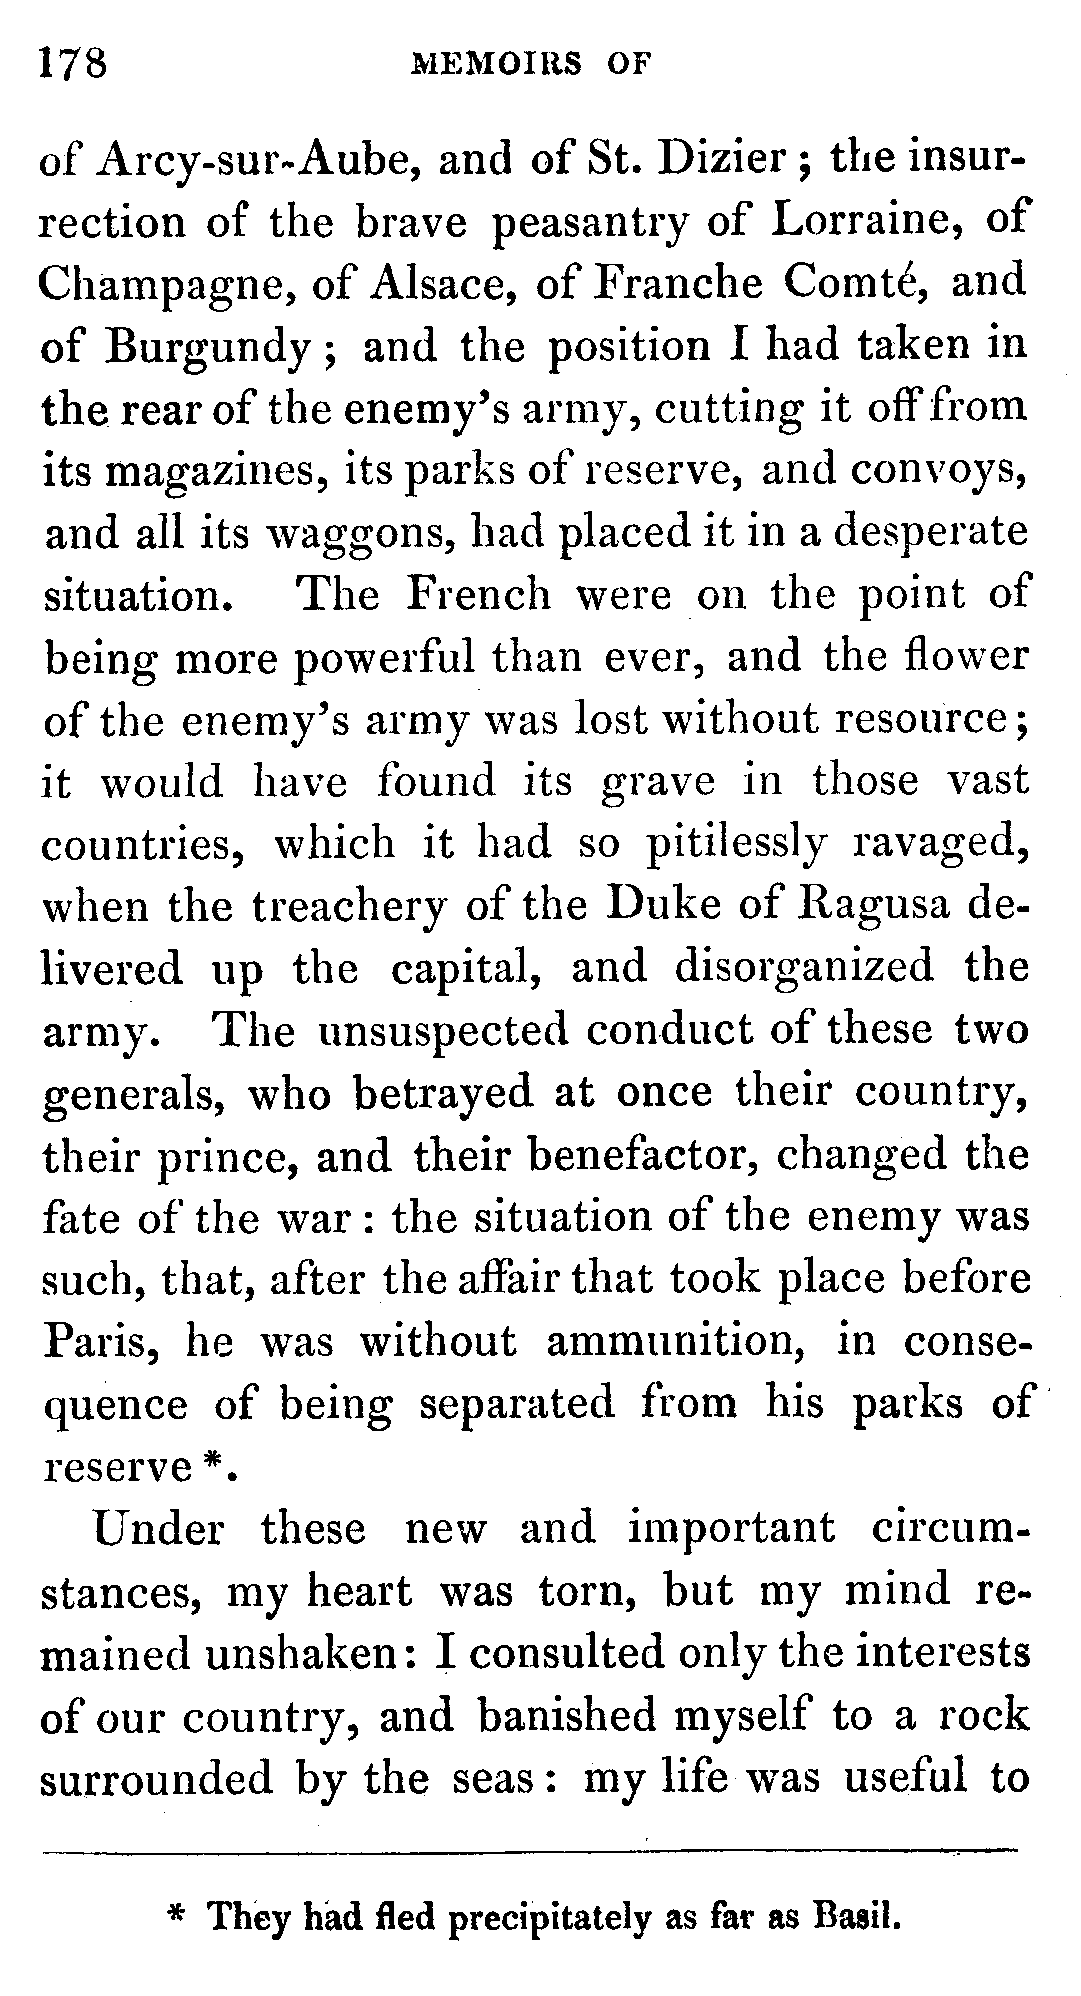 178 MEMOIRS OF
of Arcy-sur-Aube, and of St. Dizier; the insur-
rection of the brave peasantry of Lorraine, of
Champagne, of Alsace, of Franche Comté, and
of Burgundy; and the position I had taken in
the rear of the enemy's army, cutting it off from
its magazines, its parks of reserve, and convoys,
and all its waggons, had placed it in a desperate
situation. The French were on the point of
being more powerful than ever, and the flower
of the enemy's army was lost without resource;
it would have found its grave in those vast
countries, which it had so pitilessly ravaged,
when the treachery of the Duke of Ragusa de-
livered up the capital, and disorganized the
army. The unsuspected conduct of these two
generals, who betrayed at once their country,
their prince, and their benefactor, changed the
fate of the war: the situation of the enemy was
such, that, after the affair that took place before
Paris, he was without ammunition, in conse-
quence of being separated from his parks of
reserve *.
Under these new and important circum-
stances, my heart was torn, but my mind re-
mained unshaken: I consulted only the interests
of our country, and banished myself to a rock
surrounded by the seas: my life was useful to
* They had fled precipitately as far as Basil.